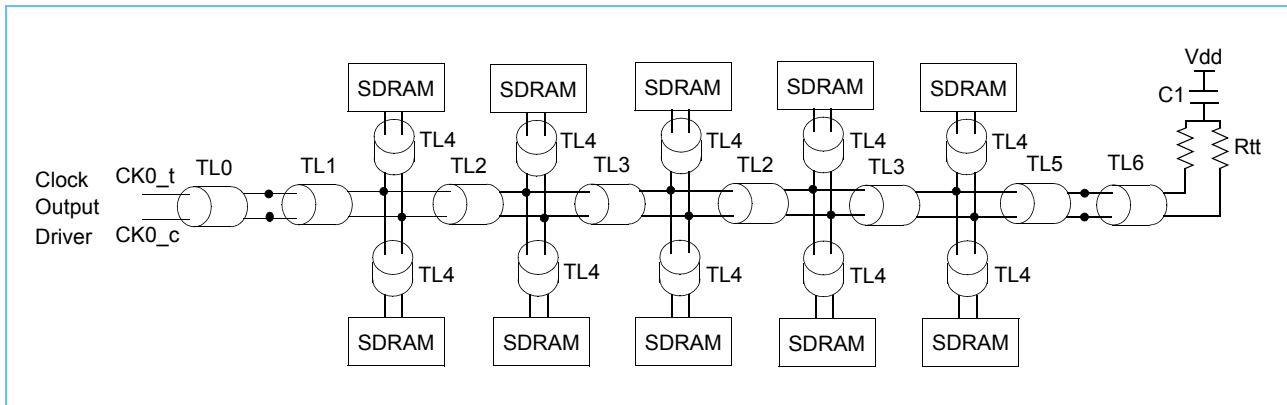 Vdd
C1
Rtt
SDRAM SDRAM SDRAM SDRAM SDRAM
TL4 TL4 TL4 TL4 TL4
Clock CK0_t TL0 TL1 TL2 TL3 TL2 TL3 TL5 TL6
Output
Driver CK0_c
TL4 TL4 TL4 TL4 TL4
SDRAM SDRAM SDRAM SDRAM SDRAM